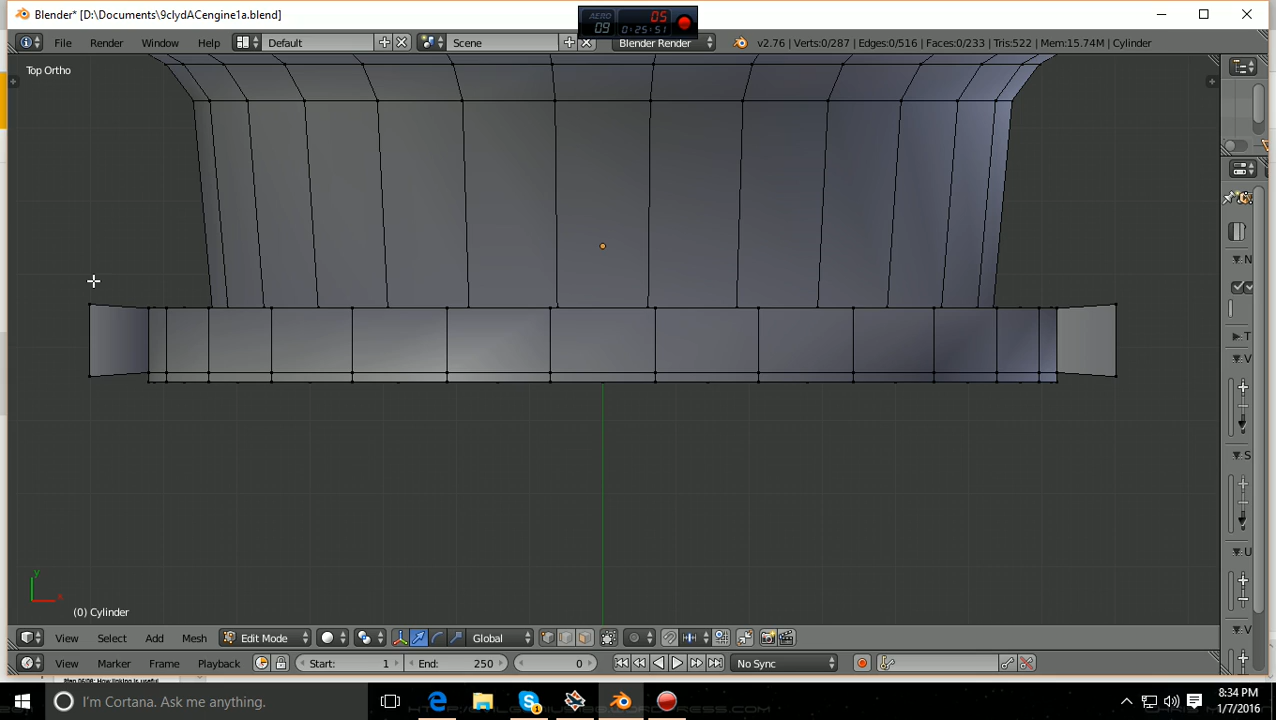 Blender* [D:\Documents\9clydACengine1a.blend]
AERO
09
05
0:25:51
File
Render
Window
Help
Default
Scene
Blender Render
v2.76 | Verts:0/287 | Edges:0/516 | Faces:0/233 | Tris:522 | Mem:15.74M | Cylinder
Top Ortho
N
T
V
S
U
V
y
x
(0) Cylinder
View
Select
Add
Mesh
Edit Mode
Global
View
Marker
Frame
Playback
Start: 1
End: 250
0
No Sync
I'm Cortana. Ask me anything.
1
8:34 PM
1/7/2016